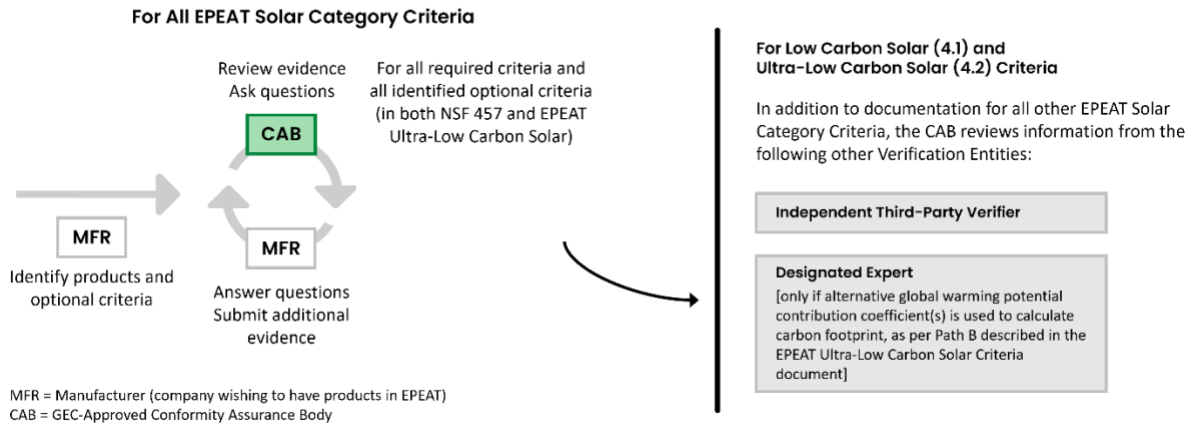 For All EPEAT Solar Category Criteria
Review evidence
Ask questions
CAB
For all required criteria and
all identified optional criteria
(in both NSF 457 and EPEAT
Ultra-Low Carbon Solar)
MFR
Identify products and
optional criteria
MFR
Answer questions
Submit additional
evidence
MFR = Manufacturer (company wishing to have products in EPEAT)
CAB = GEC-Approved Conformity Assurance Body
For Low Carbon Solar (4.1) and
Ultra-Low Carbon Solar (4.2) Criteria
In addition to documentation for all other EPEAT Solar
Category Criteria, the CAB reviews information from the
following other Verification Entities:
Independent Third-Party Verifier
Designated Expert
[only if alternative global warming potential
contribution coefficient(s) is used to calculate
carbon footprint, as per Path B described in the
EPEAT Ultra-Low Carbon Solar Criteria
document]